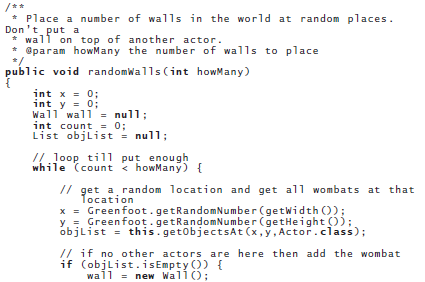 /**
 * Place a number of walls in the world at random places.
Don't put a
 * wall on top of another actor.
 * @param howMany the number of walls to place
 */
public void randomWalls(int howMany)
{
    int x = 0;
    int y = 0;
    Wall wall = null;
    int count = 0;
    List objList = null;

    // loop till put enough
    while (count < howMany) {

        // get a random location and get all wombats at that
           location
        x = Greenfoot.getRandomNumber(getWidth());
        y = Greenfoot.getRandomNumber(getHeight());
        objList = this.getObjectsAt(x,y,Actor.class);

        // if no other actors are here then add the wombat
        if (objList.isEmpty()) {
            wall = new Wall();